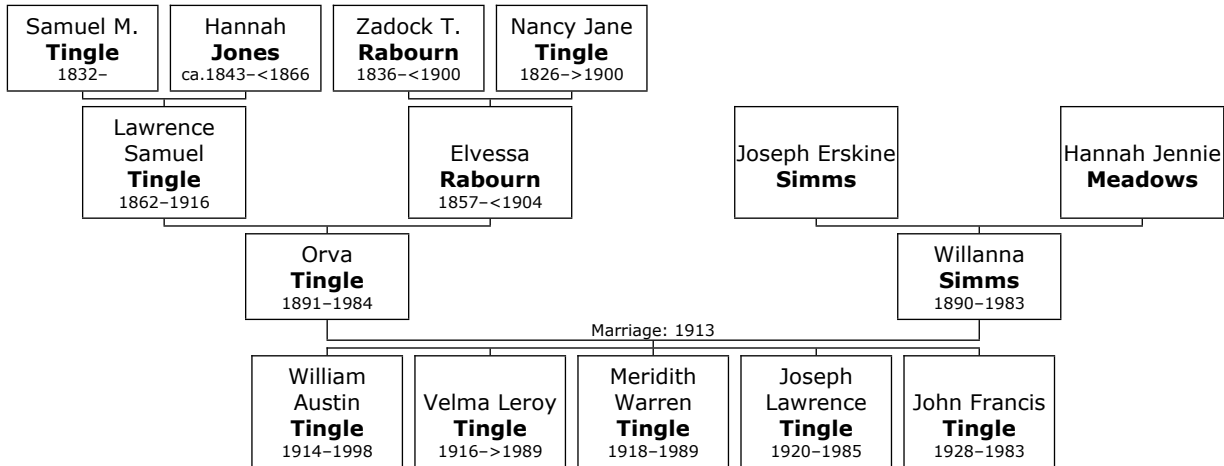 Samuel M.
Tingle
1832–
Hannah
Jones
ca.1843–<1866
Zadock T.
Rabourn
1836–<1900
Nancy Jane
Tingle
1826–>1900
Lawrence
Samuel
Tingle
1862–1916
Elvessa
Rabourn
1857–<1904
Joseph Erskine
Simms
Hannah Jennie
Meadows
Orva
Tingle
1891–1984
Willanna
Simms
1890–1983
Marriage: 1913
William
Austin
Tingle
1914–1998
Velma Leroy
Tingle
1916–>1989
Meridith
Warren
Tingle
1918–1989
Joseph
Lawrence
Tingle
1920–1985
John Francis
Tingle
1928–1983